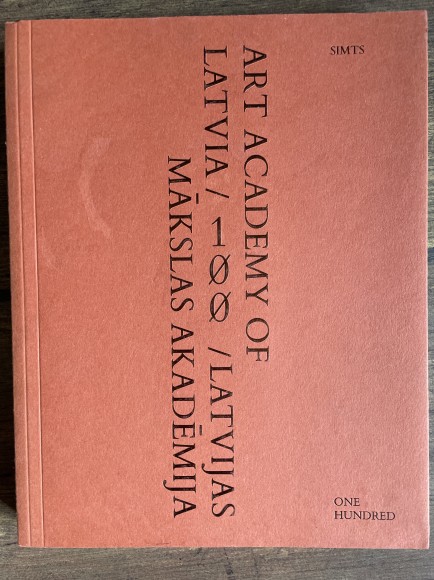 SIMTS
ART ACADEMY OF
LATVIA / 100 / LATVIJAS
MĀKSLAS AKADĒMIJA
ONE
HUNDRED